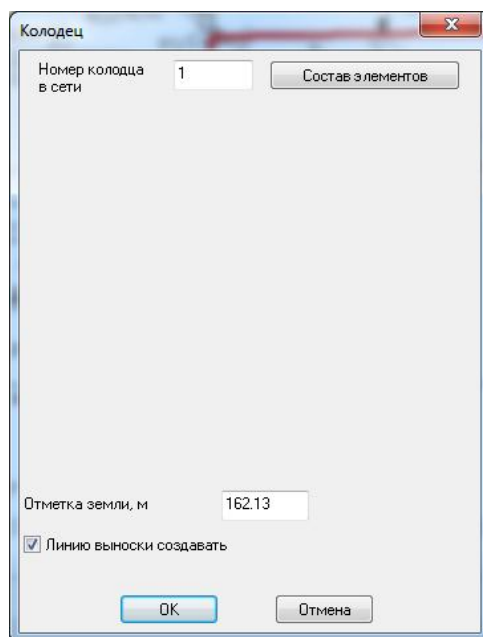 Колодец
Номер колодца
в сети
1
Состав элементов
Отметка земли, м
162.13
Линию выноски создавать
OK
Отмена